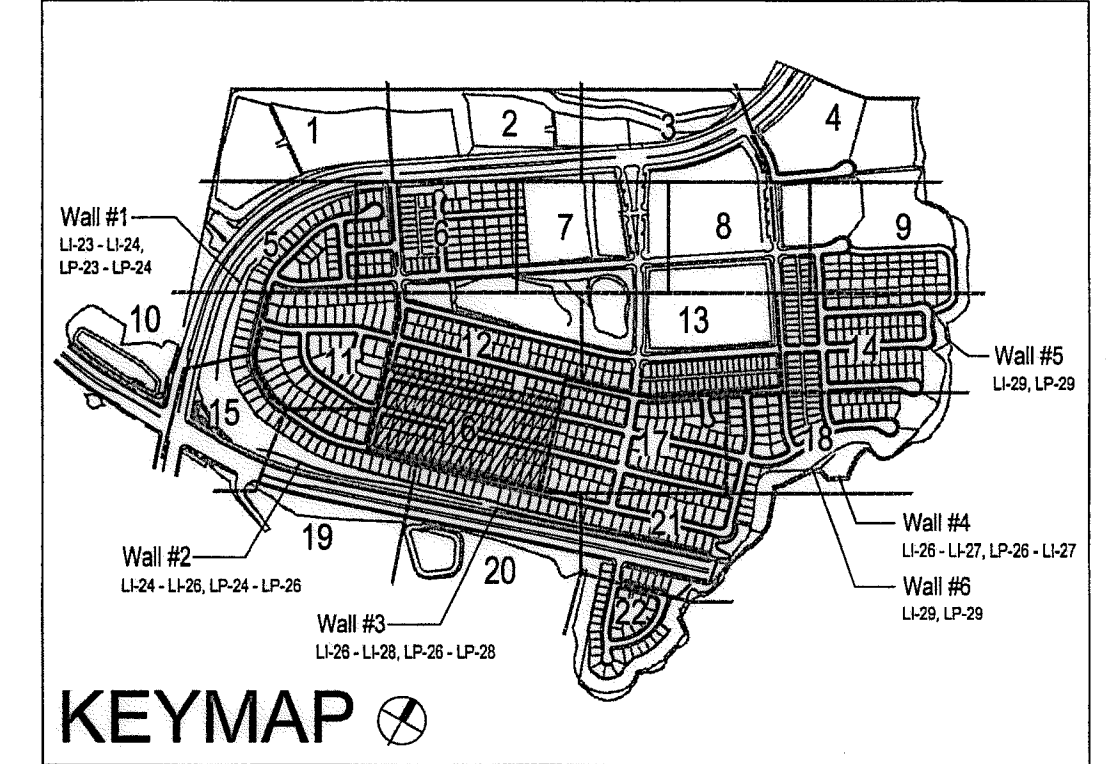 1
2
3
4
Wall #1
LI-23 - LI-24,
LP-23 - LP-24
5
6
7
8
9
10
11
12
13
14
Wall #5
LI-29, LP-29
15
16
17
18
Wall #4
LI-26 - LI-27, LP-26 - LI-27
Wall #6
LI-29, LP-29
19
20
21
22
Wall #2
LI-24 - LI-26, LP-24 - LP-26
Wall #3
LI-26 - LI-28, LP-26 - LP-28
KEYMAP